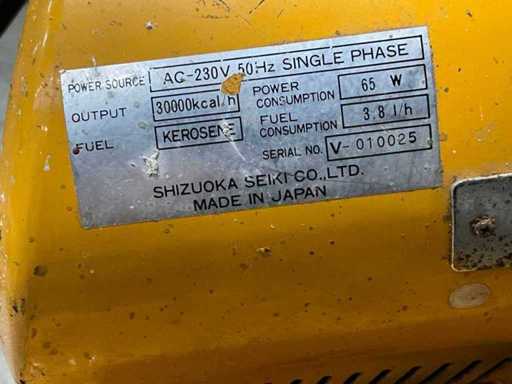 POWER SOURCE AC-230V 50Hz SINGLE PHASE
OUTPUT 30000kcal/h POWER CONSUMPTION 65 W
FUEL KEROSENE FUEL CONSUMPTION 3.8 l/h
SERIAL NO. V-010025
SHIZUOKA SEIKI CO.,LTD.
MADE IN JAPAN